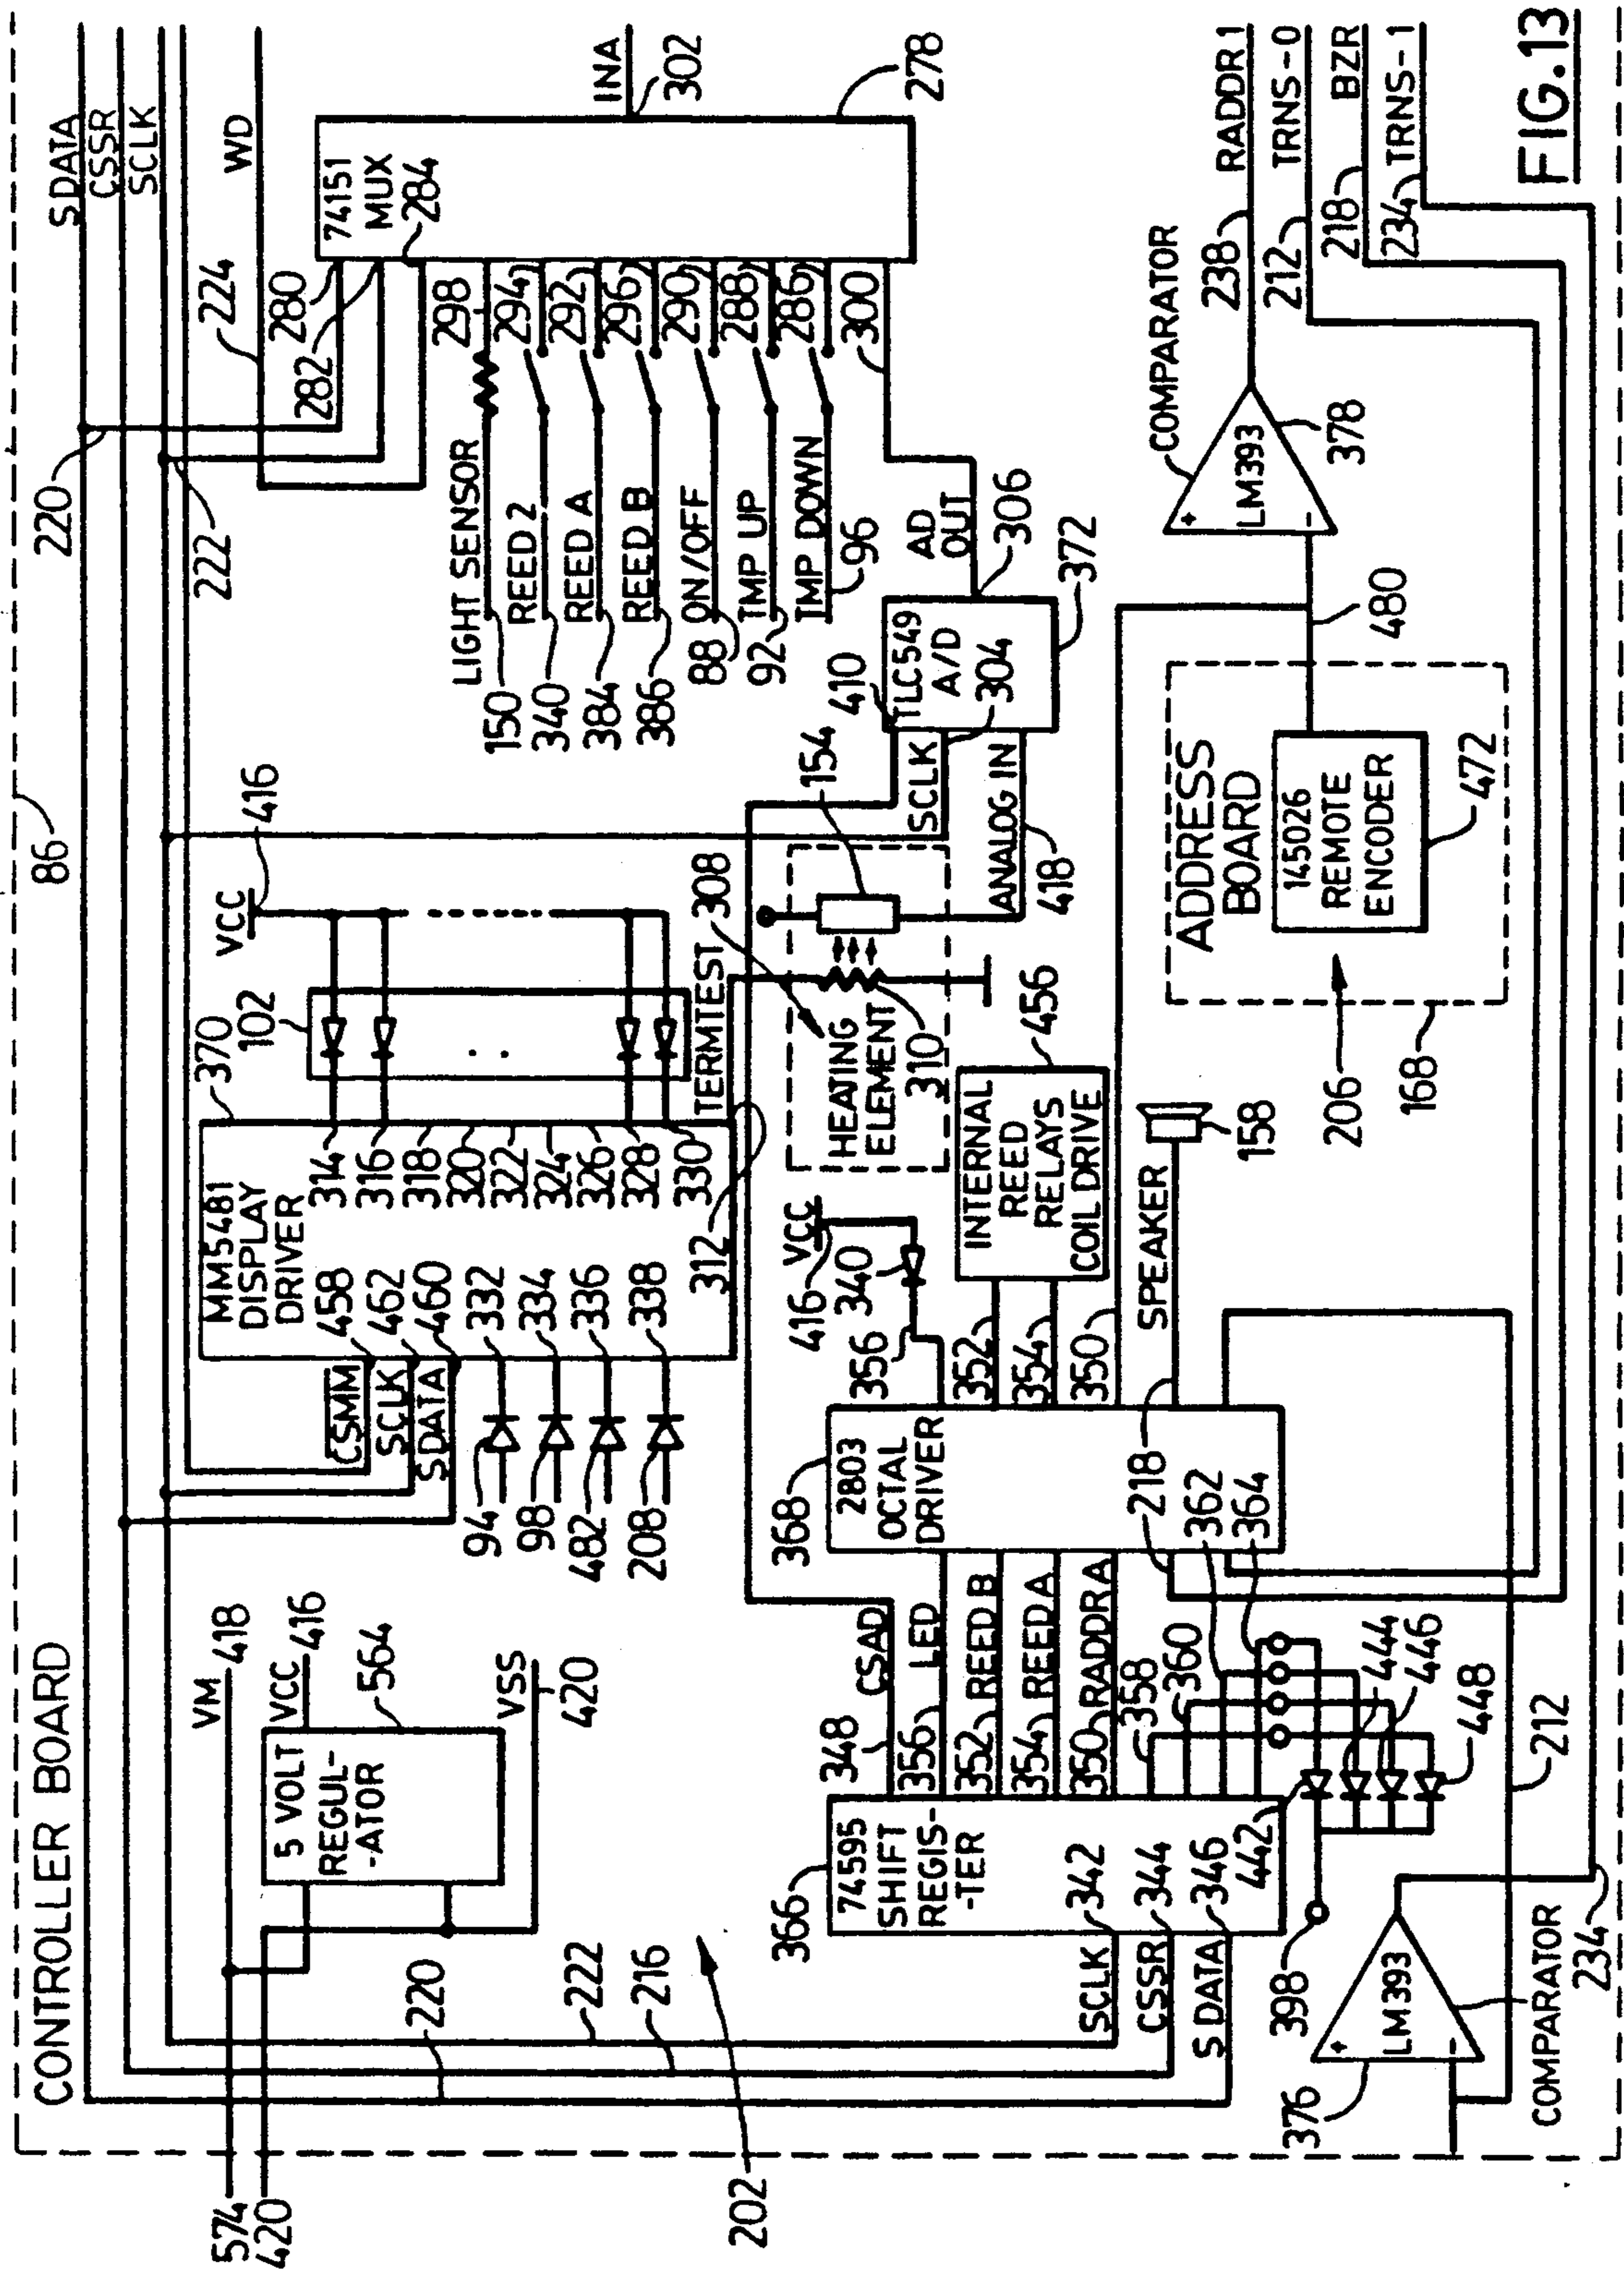 CONTROLLER BOARD
86
220
222
SDATA
CSSR
SCLK
224
WD
574
420
VM
418
5 VOLT
REGUL-
-ATOR
VCC
416
564
VSS
420
222
216
220
202
CSMM
SCLK
SDATA
MM5481
DISPLAY
DRIVER
458
462
460
332
334
336
338
94
98
482
208
314
316
318
320
322
324
326
328
330
312
370
102
VCC
416
TERMTEST
308
HEATING
ELEMENT
310
154
LIGHT SENSOR
REED 2
REED A
REED B
ON/OFF
TMP UP
TMP DOWN
150
340
384
386
88
92
96
280
282
298
294
292
296
290
288
286
300
74151
MUX
284
INA
302
278
410
TLC549
A/D
304
SCLK
ANALOG IN
418
AD
OUT
306
372
366
74595
SHIFT
REGIS-
-TER
342
344
346
SCLK
CSSR
S DATA
348
CSAD
356
LED
352
REED B
354
REED A
350
RADDR A
358
360
362
364
218
368
2803
OCTAL
DRIVER
356
352
354
350
416
VCC
340
INTERNAL
REED
RELAYS
COIL DRIVE
456
SPEAKER
158
218
442
444
446
448
398
376
LM393
+
-
COMPARATOR
234
212
ADDRESS
BOARD
145026
REMOTE
ENCODER
472
206
168
480
COMPARATOR
LM393
+
-
378
238
RADDR 1
212
TRNS-0
218
BZR
234
TRNS-1
FIG.13